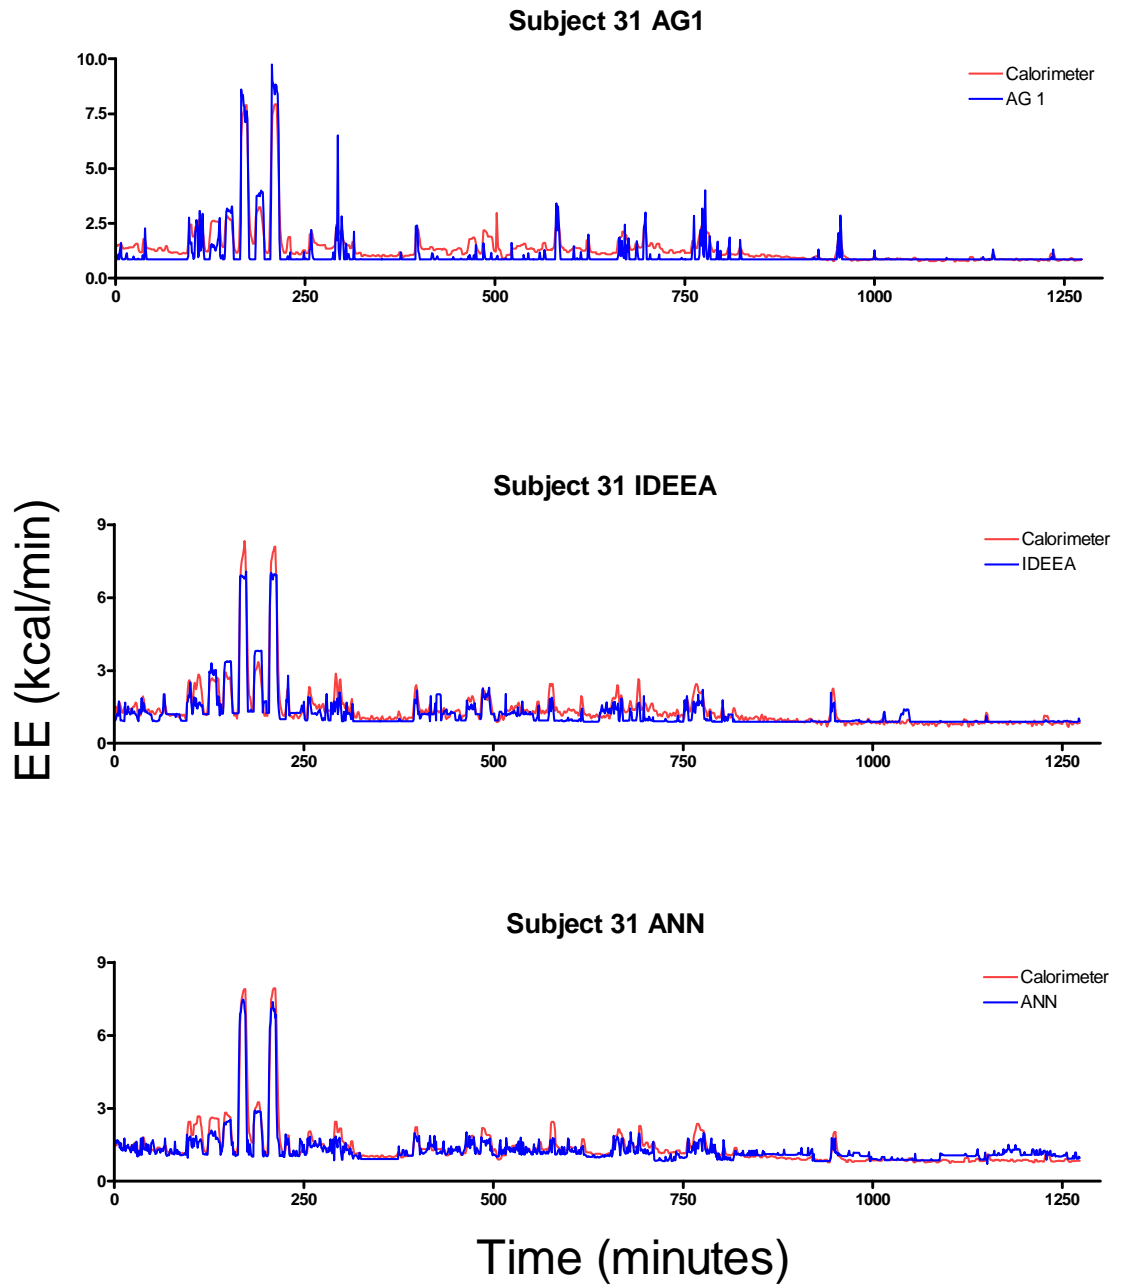 Subject 31 AG1
10.0
7.5
5.0
2.5
0.0
Calorimeter
AG 1
0 250 500 750 1000 1250
Subject 31 IDEEA
9
6
3
0
Calorimeter
IDEEA
0 250 500 750 1000 1250
EE (kcal/min)
Subject 31 ANN
9
6
3
0
Calorimeter
ANN
0 250 500 750 1000 1250
Time (minutes)